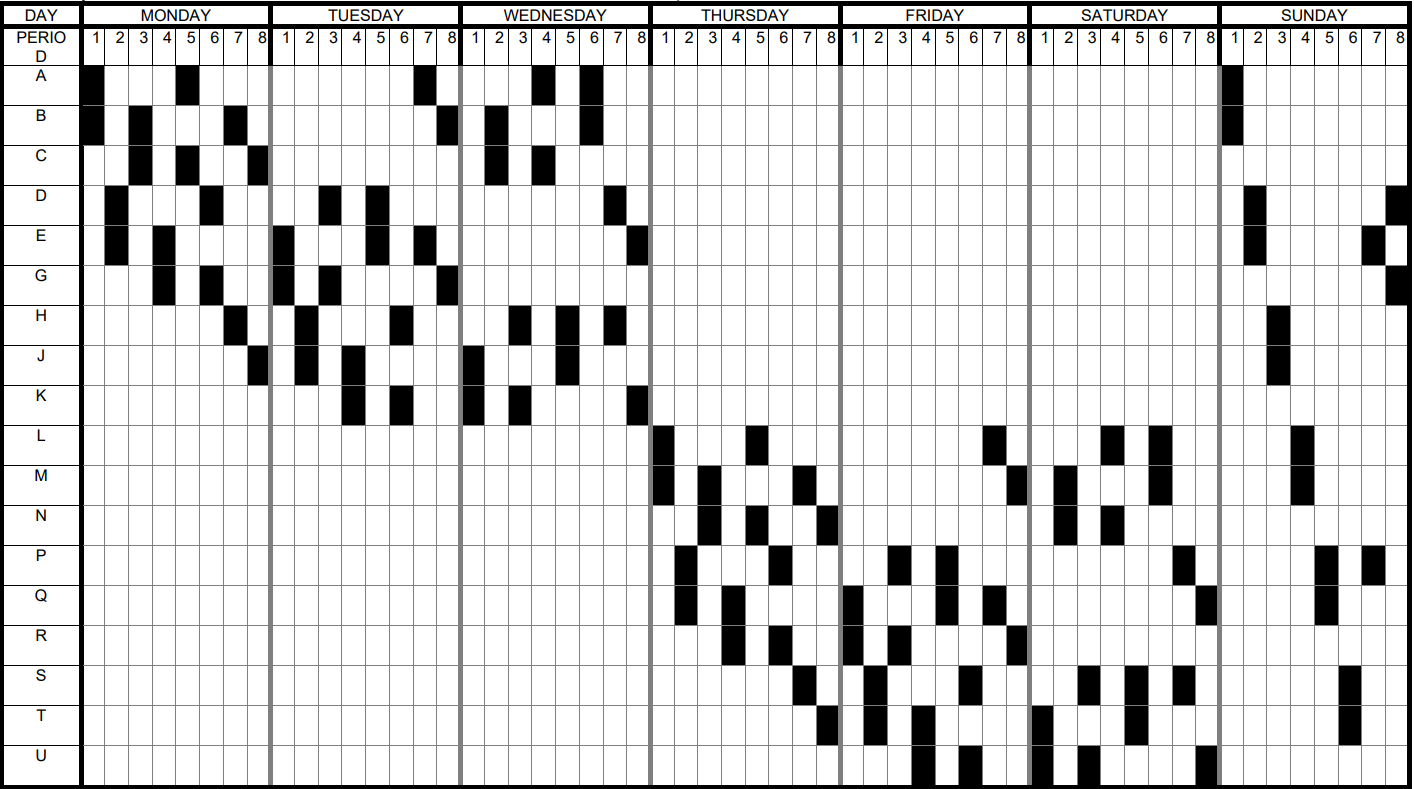 DAY MONDAY TUESDAY WEDNESDAY THURSDAY FRIDAY SATURDAY SUNDAY
PERIO 1 2 3 4 5 6 7 8 1 2 3 4 5 6 7 8 1 2 3 4 5 6 7 8 1 2 3 4 5 6 7 8 1 2 3 4 5 6 7 8 1 2 3 4 5 6 7 8 1 2 3 4 5 6 7 8
D
A
B
C
D
E
G
H
J
K
L
M
N
P
Q
R
S
T
U